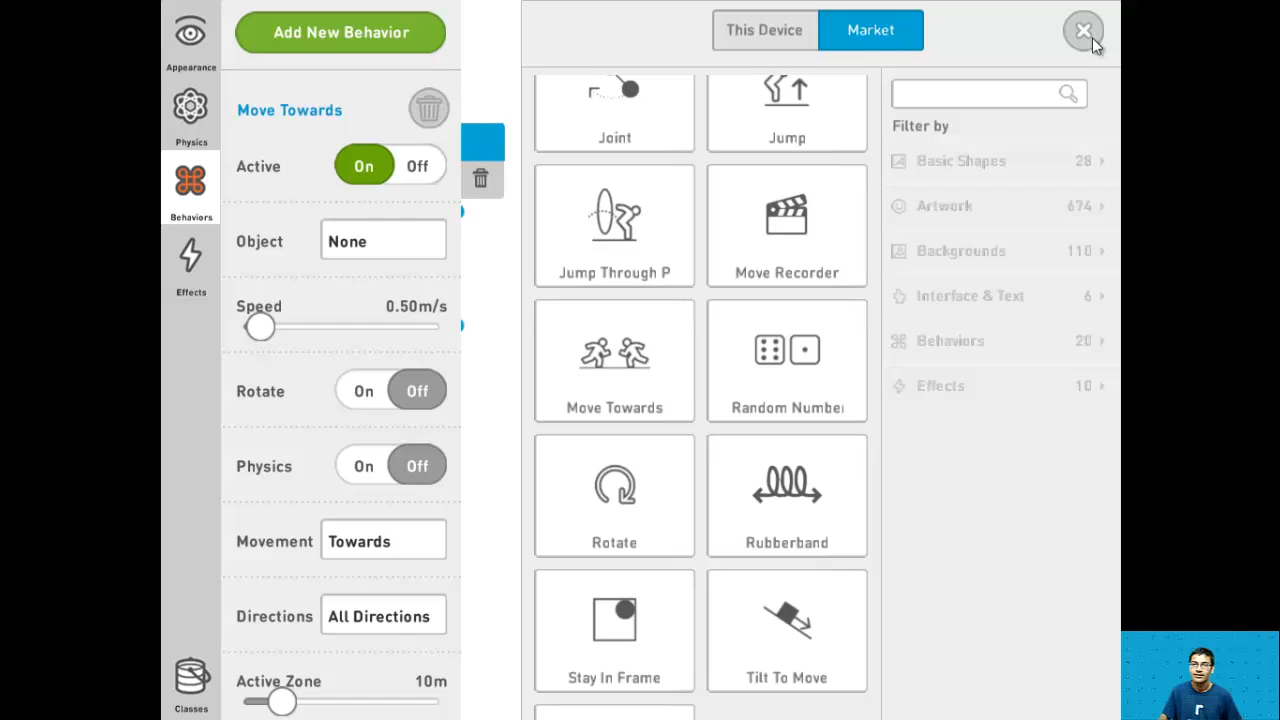 Appearance
Physics
Behaviors
Effects
Classes
Add New Behavior
Move Towards
Active On Off
Object None
Speed 0.50m/s
Rotate On Off
Physics On Off
Movement Towards
Directions All Directions
Active Zone 10m
This Device Market
Joint Jump
Jump Through P Move Recorder
Move Towards Random Number
Rotate Rubberband
Stay In Frame Tilt To Move
Filter by
Basic Shapes 28
Artwork 674
Backgrounds 110
Interface & Text 6
Behaviors 20
Effects 10